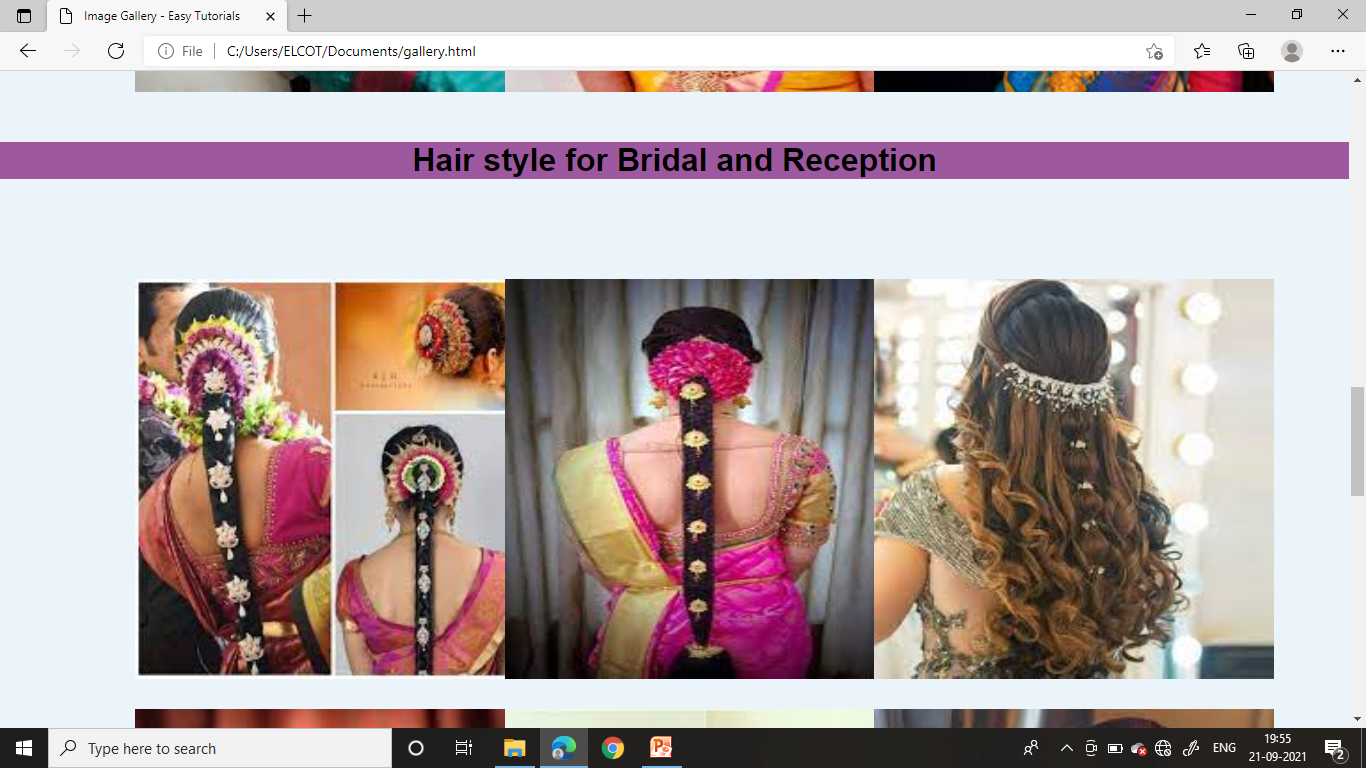 Image Gallery - Easy Tutorials
File
C:/Users/ELCOT/Documents/gallery.html
Hair style for Bridal and Reception
Type here to search
ENG
19:55
21-09-2021
2